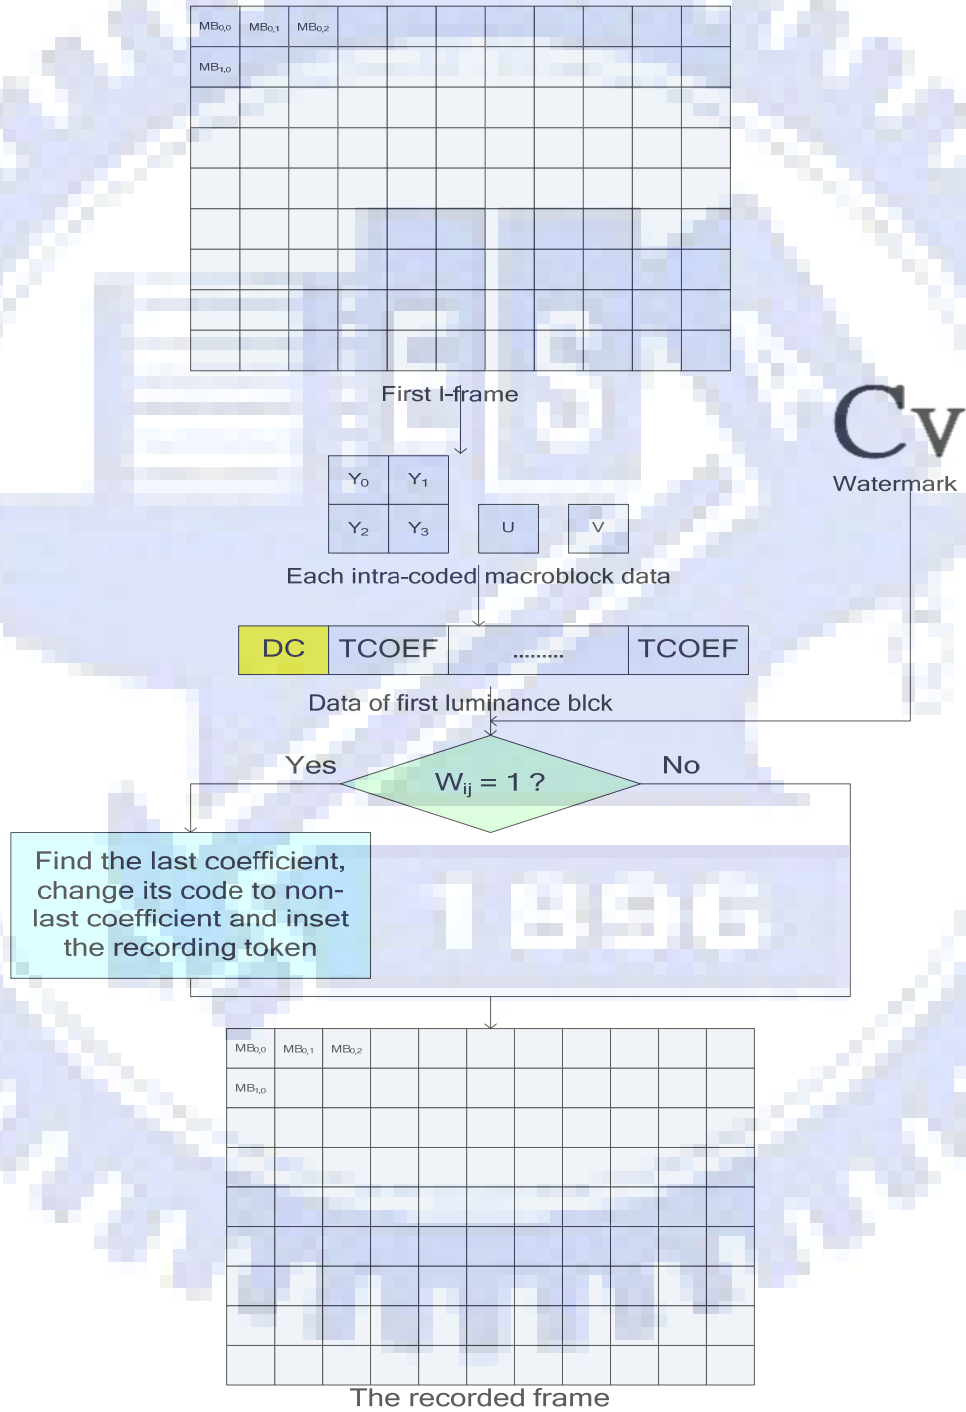 MB0,0 MB0,1 MB0,2
MB1,0
First I-frame
Cv
Watermark
Y0 Y1
Y2 Y3 U V
Each intra-coded macroblock data
DC TCOEF ......... TCOEF
Data of first luminance blck
Yes Wij = 1 ? No
Find the last coefficient,
change its code to non-
last coefficient and inset
the recording token
1896
MB0,0 MB0,1 MB0,2
MB1,0
The recorded frame